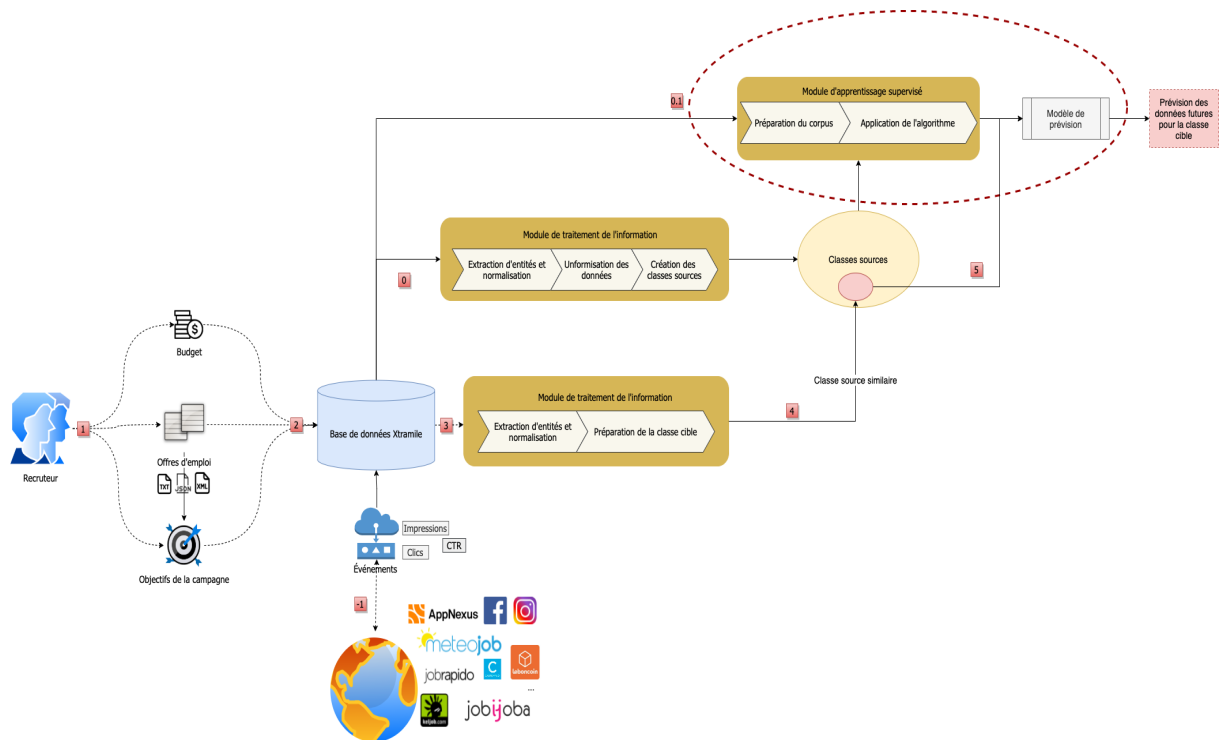 0.1
Module d'apprentissage supervisé
Préparation du corpus
Application de l'algorithme
Modèle de
prévision
Prévision des
données futures
pour la classe
cible
Module de traitement de l'information
Extraction d'entités et
normalisation
Unformisation des
données
Création des
classes sources
0
Classes sources
5
Budget
1
2
Offres d'emploi
TXT
JSON
XML
Recruteur
Objectifs de la campagne
Base de données Xtramile
3
Module de traitement de l'information
Extraction d'entités et
normalisation
Préparation de la classe cible
4
Classe source similaire
Impressions
Clics
CTR
Événements
-1
AppNexus
meteojob
jobrapido
C
leboncoin
...
keljob.com
jobijoba